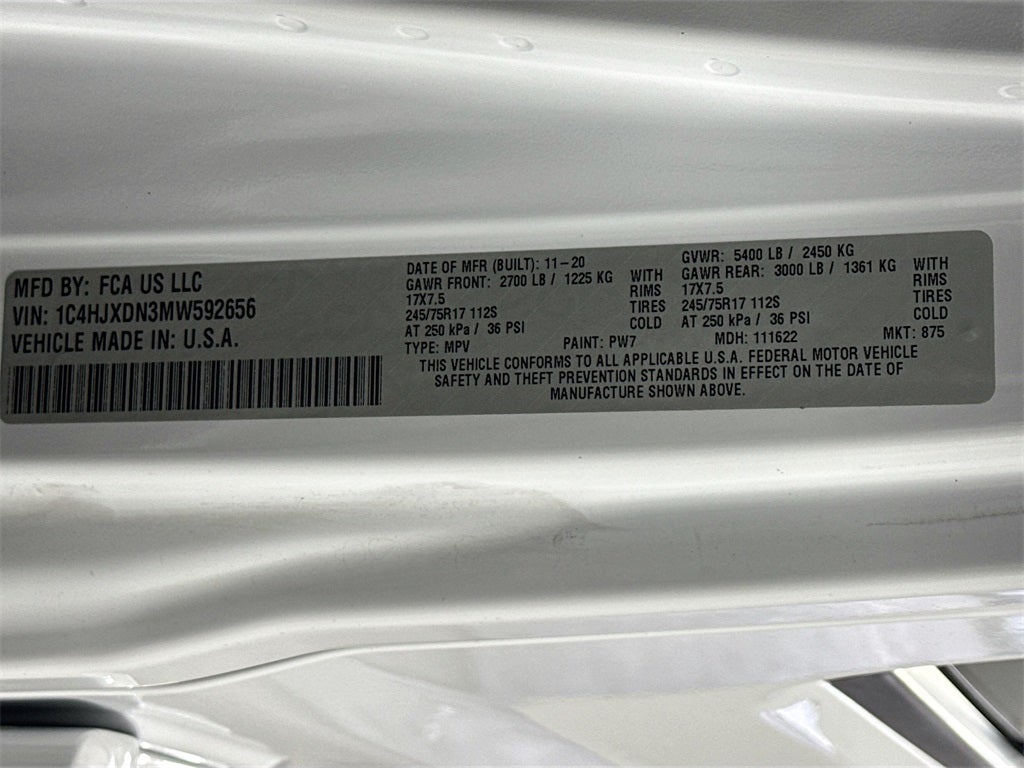 MFD BY: FCA US LLC
VIN: 1C4HJXDN3MW592656
VEHICLE MADE IN: U.S.A.
DATE OF MFR (BUILT): 11-20
GAWR FRONT: 2700 LB / 1225 KG WITH
17X7.5 RIMS
245/75R17 112S TIRES
AT 250 kPa / 36 PSI COLD
TYPE: MPV PAINT: PW7
GVWR: 5400 LB / 2450 KG
GAWR REAR: 3000 LB / 1361 KG WITH
17X7.5 RIMS
245/75R17 112S TIRES
AT 250 kPa / 36 PSI COLD
MDH: 111622 MKT: 875
THIS VEHICLE CONFORMS TO ALL APPLICABLE U.S.A. FEDERAL MOTOR VEHICLE
SAFETY AND THEFT PREVENTION STANDARDS IN EFFECT ON THE DATE OF
MANUFACTURE SHOWN ABOVE.